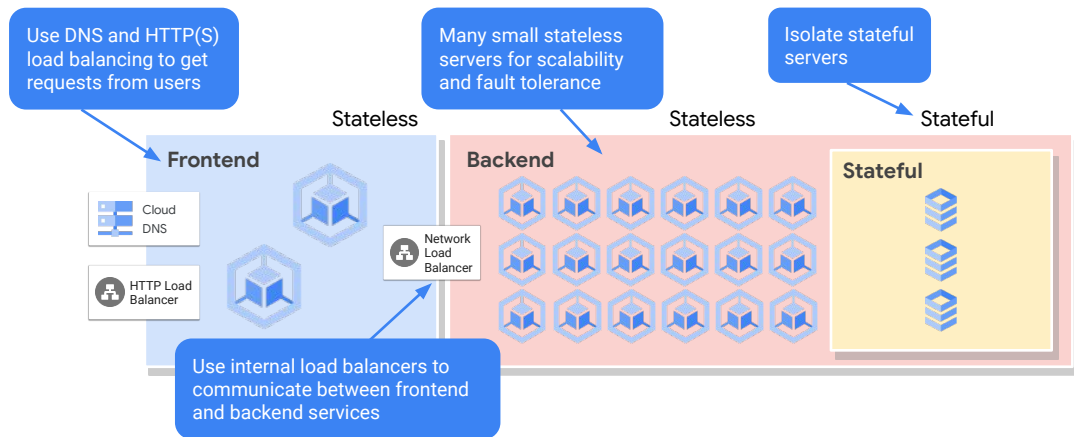 Use DNS and HTTP(S)
load balancing to get
requests from users
Many small stateless
servers for scalability
and fault tolerance
Isolate stateful
servers
Stateless
Stateless
Stateful
Frontend
Backend
Stateful
Cloud
DNS
Network
Load
Balancer
HTTP Load
Balancer
Use internal load balancers to
communicate between frontend
and backend services